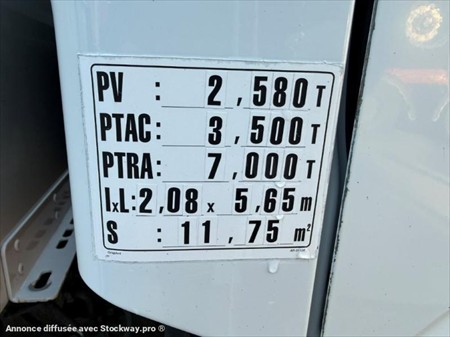 PV : 2,580 T
PTAC : 3,500 T
PTRA : 7,000 T
IxL : 2,08 x 5,65 m
S : 11,75 m²
Annonce diffusée avec Stockway.pro ®